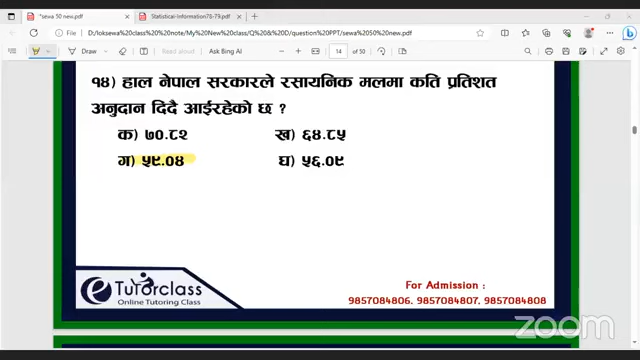 *sewa 50 new.pdf
Statistical-Information78-79.pdf
D:/loksewa%20class%20%20note/My%20New%20class/Q%20&%20D/question%20PPT/sewa%2050%20new.pdf
Draw
Read aloud
Ask Bing AI
14
of 50
१४) हाल नेपाल सरकारले रसायनिक मलमा कति प्रतिशत
अनुदान दिदै आईरहेको छ ?
क) ७०.८२
ख) ६४.८५
ग) ५९.०४
घ) ५६.०९
eTutorclass
Online Tutoring Class
For Admission :
9857084806, 9857084807, 9857084808
zoom